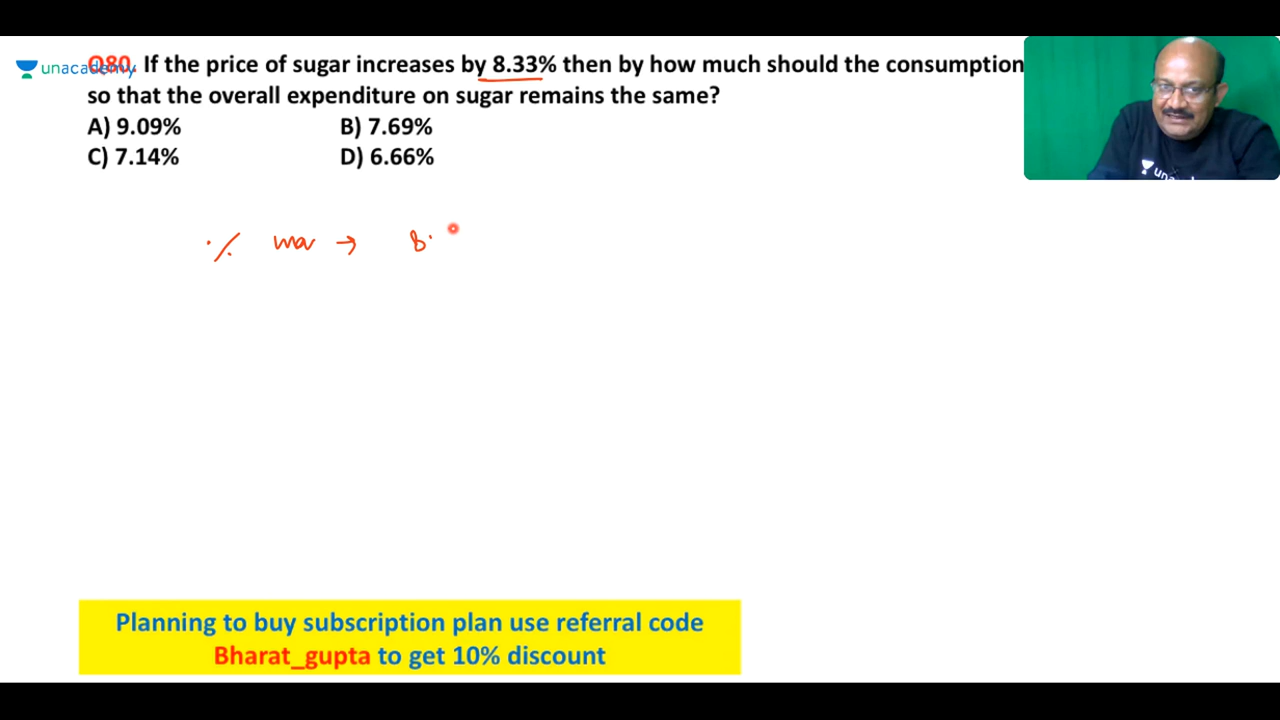 unacademy
Q80. If the price of sugar increases by 8.33% then by how much should the consumption
so that the overall expenditure on sugar remains the same?
A) 9.09% B) 7.69%
C) 7.14% D) 6.66%
% → 8.
Planning to buy subscription plan use referral code
Bharat_gupta to get 10% discount